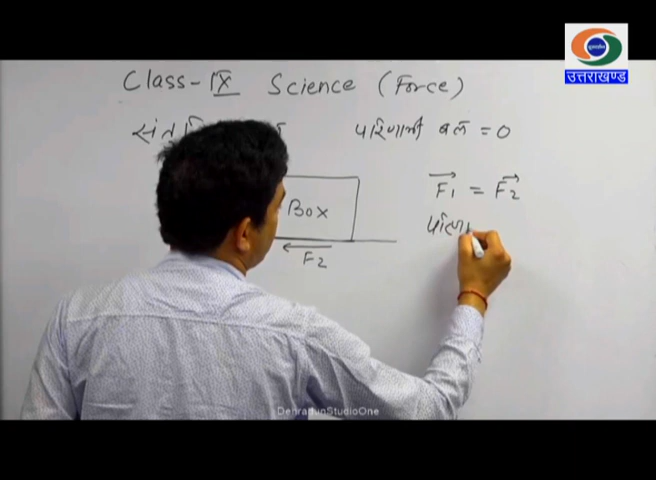 उत्तराखण्ड
Class-IX Science (Force)
परिणामी बल = 0
F1 = F2
Box
F2
DehradunStudioOne